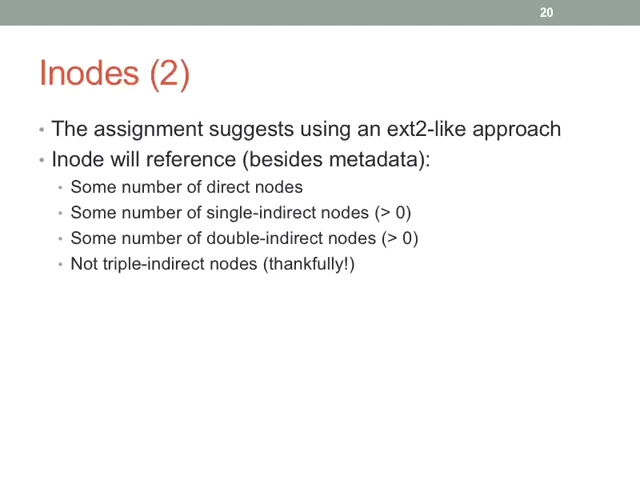 20
Inodes (2)
• The assignment suggests using an ext2-like approach
• Inode will reference (besides metadata):
• Some number of direct nodes
• Some number of single-indirect nodes (> 0)
• Some number of double-indirect nodes (> 0)
• Not triple-indirect nodes (thankfully!)